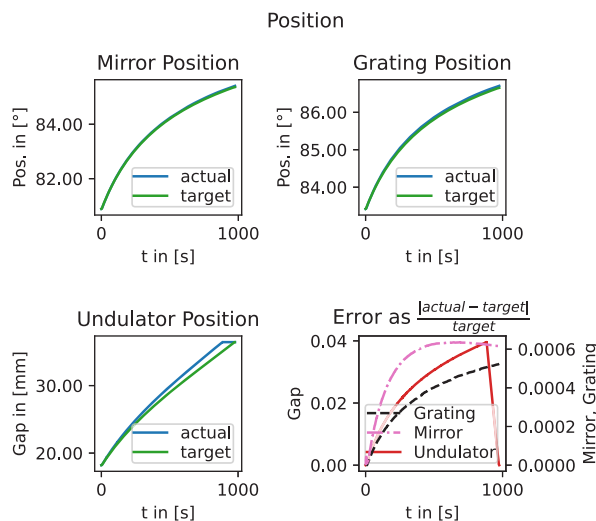 Position
Mirror Position
Pos. in [°]
84.00
82.00
actual
target
0
1000
t in [s]
Grating Position
Pos. in [°]
86.00
85.00
84.00
actual
target
0
1000
t in [s]
Undulator Position
Gap in [mm]
30.00
20.00
actual
target
0
1000
t in [s]
Error as |actual − target| / target
Gap
0.04
0.02
0.00
Grating
Mirror
Undulator
0.0006
0.0004
0.0002
0.0000
Mirror, Grating
0
1000
t in [s]